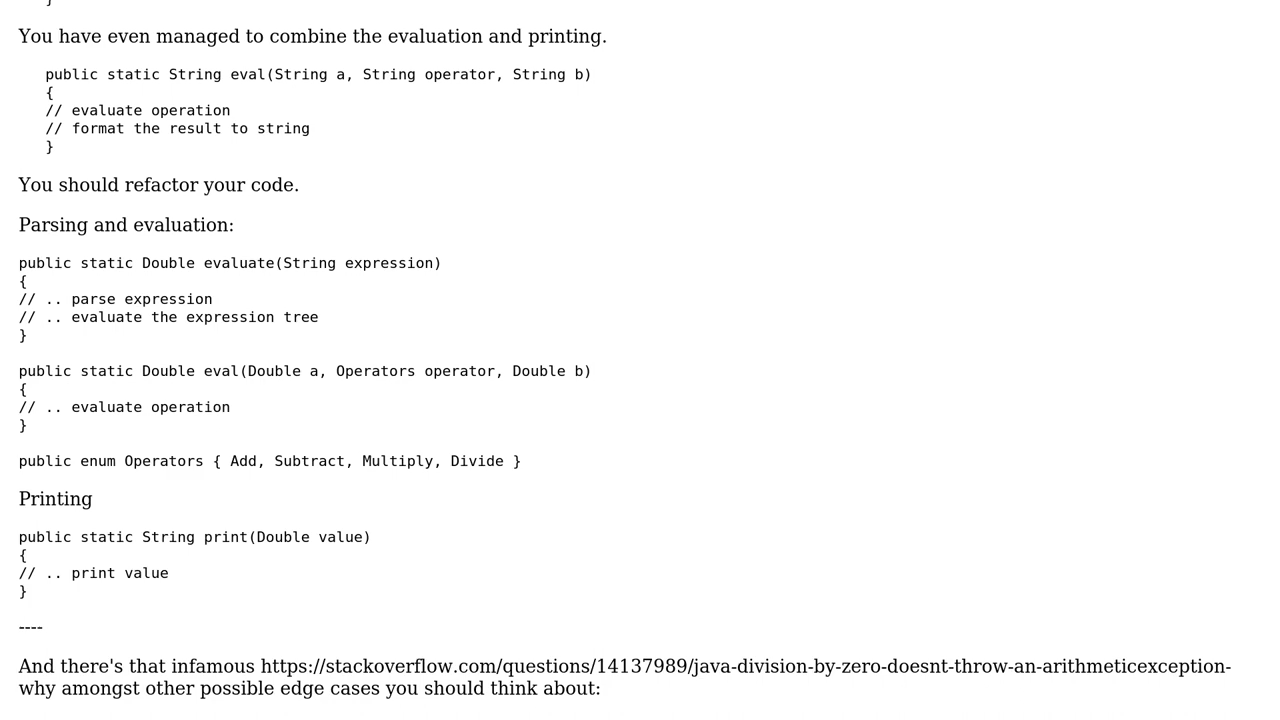 }
You have even managed to combine the evaluation and printing.
public static String eval(String a, String operator, String b)
{
// evaluate operation
// format the result to string
}
You should refactor your code.
Parsing and evaluation:
public static Double evaluate(String expression)
{
// .. parse expression
// .. evaluate the expression tree
}
public static Double eval(Double a, Operators operator, Double b)
{
// .. evaluate operation
}
public enum Operators { Add, Subtract, Multiply, Divide }
Printing
public static String print(Double value)
{
// .. print value
}
----
And there's that infamous https://stackoverflow.com/questions/14137989/java-division-by-zero-doesnt-throw-an-arithmeticexception-
why amongst other possible edge cases you should think about: